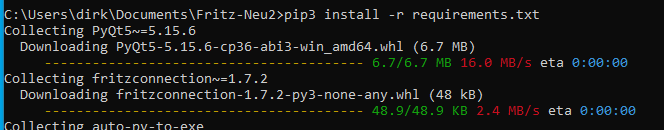 C:\Users\dirk\Documents\Fritz-Neu2>pip3 install -r requirements.txt
Collecting PyQt5~=5.15.6
  Downloading PyQt5-5.15.6-cp36-abi3-win_amd64.whl (6.7 MB)
     ---------------------------------------- 6.7/6.7 MB 16.0 MB/s eta 0:00:00
Collecting fritzconnection~=1.7.2
  Downloading fritzconnection-1.7.2-py3-none-any.whl (48 kB)
     ---------------------------------------- 48.9/48.9 KB 2.4 MB/s eta 0:00:00
Collecting auto-py-to-exe